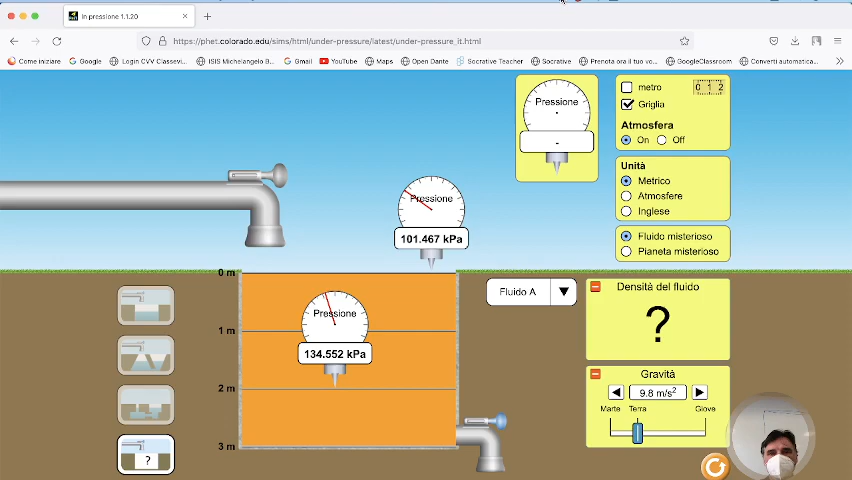 In pressione 1.1.20
https://phet.colorado.edu/sims/html/under-pressure/latest/under-pressure_it.html
Come iniziare Google Login CVV Classevi... ISIS Michelangelo B... Gmail YouTube Maps Open Dante Socrative Teacher Socrative Prenota ora il tuo v... GoogleClassroom Converti automatica...
Pressione
-
metro
0 1 2
Griglia
Atmosfera
On Off
Unità
Metrico
Atmosfere
Inglese
Fluido misterioso
Pianeta misterioso
Pressione
101.467 kPa
0 m
1 m
2 m
3 m
Pressione
134.552 kPa
Fluido A
Densità del fluido
?
Gravità
9.8 m/s²
Marte Terra Giove
?